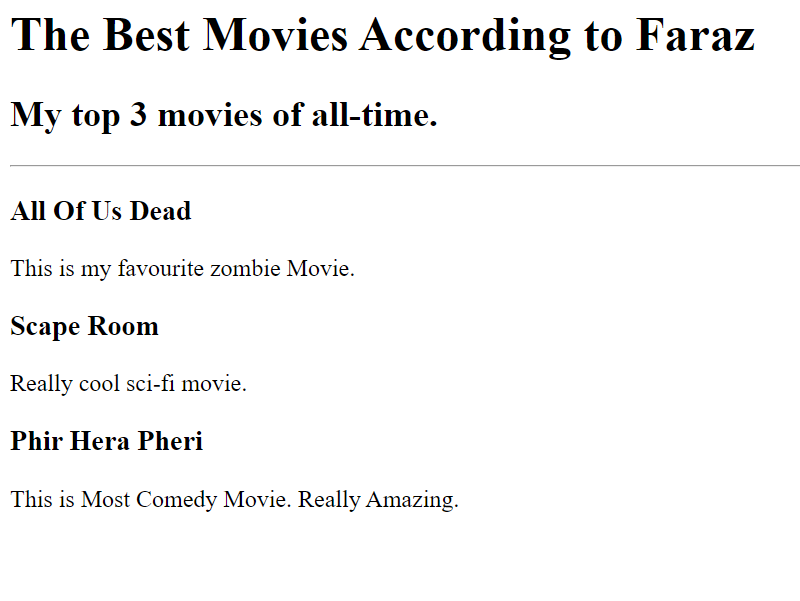 The Best Movies According to Faraz
My top 3 movies of all-time.
All Of Us Dead
This is my favourite zombie Movie.
Scape Room
Really cool sci-fi movie.
Phir Hera Pheri
This is Most Comedy Movie. Really Amazing.